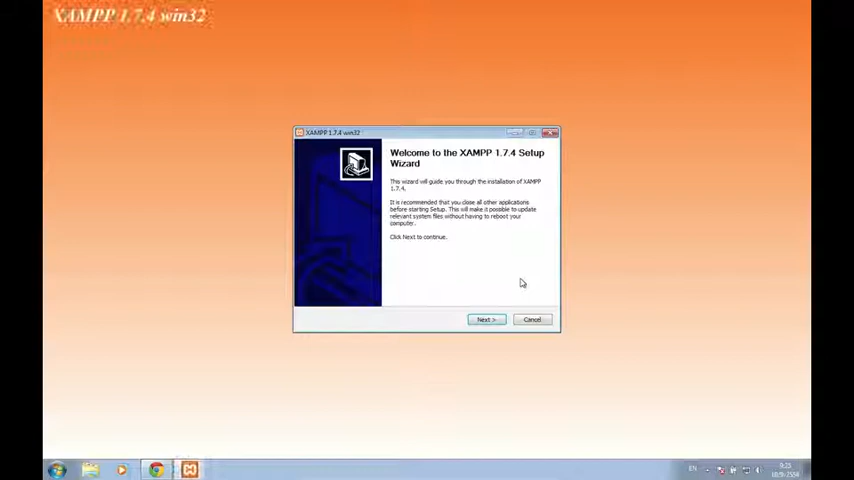 XAMPP 1.7.4 win32
XAMPP 1.7.4 win32
Welcome to the XAMPP 1.7.4 Setup
Wizard
This wizard will guide you through the installation of XAMPP
1.7.4.
It is recommended that you close all other applications
before starting Setup. This will make it possible to update
relevant system files without having to reboot your
computer.
Click Next to continue.
Next >
Cancel
EN
9:25